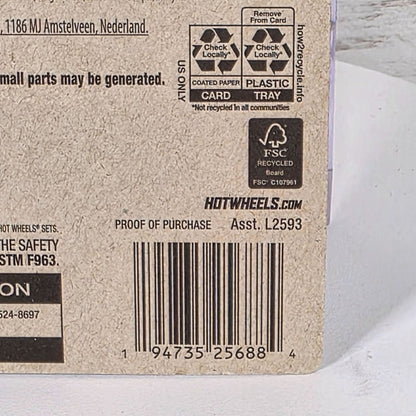 , 1186 MJ Amstelveen, Nederland.
small parts may be generated.
US ONLY
Check Locally*
COATED PAPER
CARD
Remove From Card
Check Locally*
PLASTIC
TRAY
how2recycle.info
*Not recycled in all communities
FSC
RECYCLED
Board
FSC® C107961
HOTWHEELS.COM
HOT WHEELS® SETS.
PROOF OF PURCHASE Asst. L2593
THE SAFETY
STM F963.
ON
524-8697
1 94735 25688 4